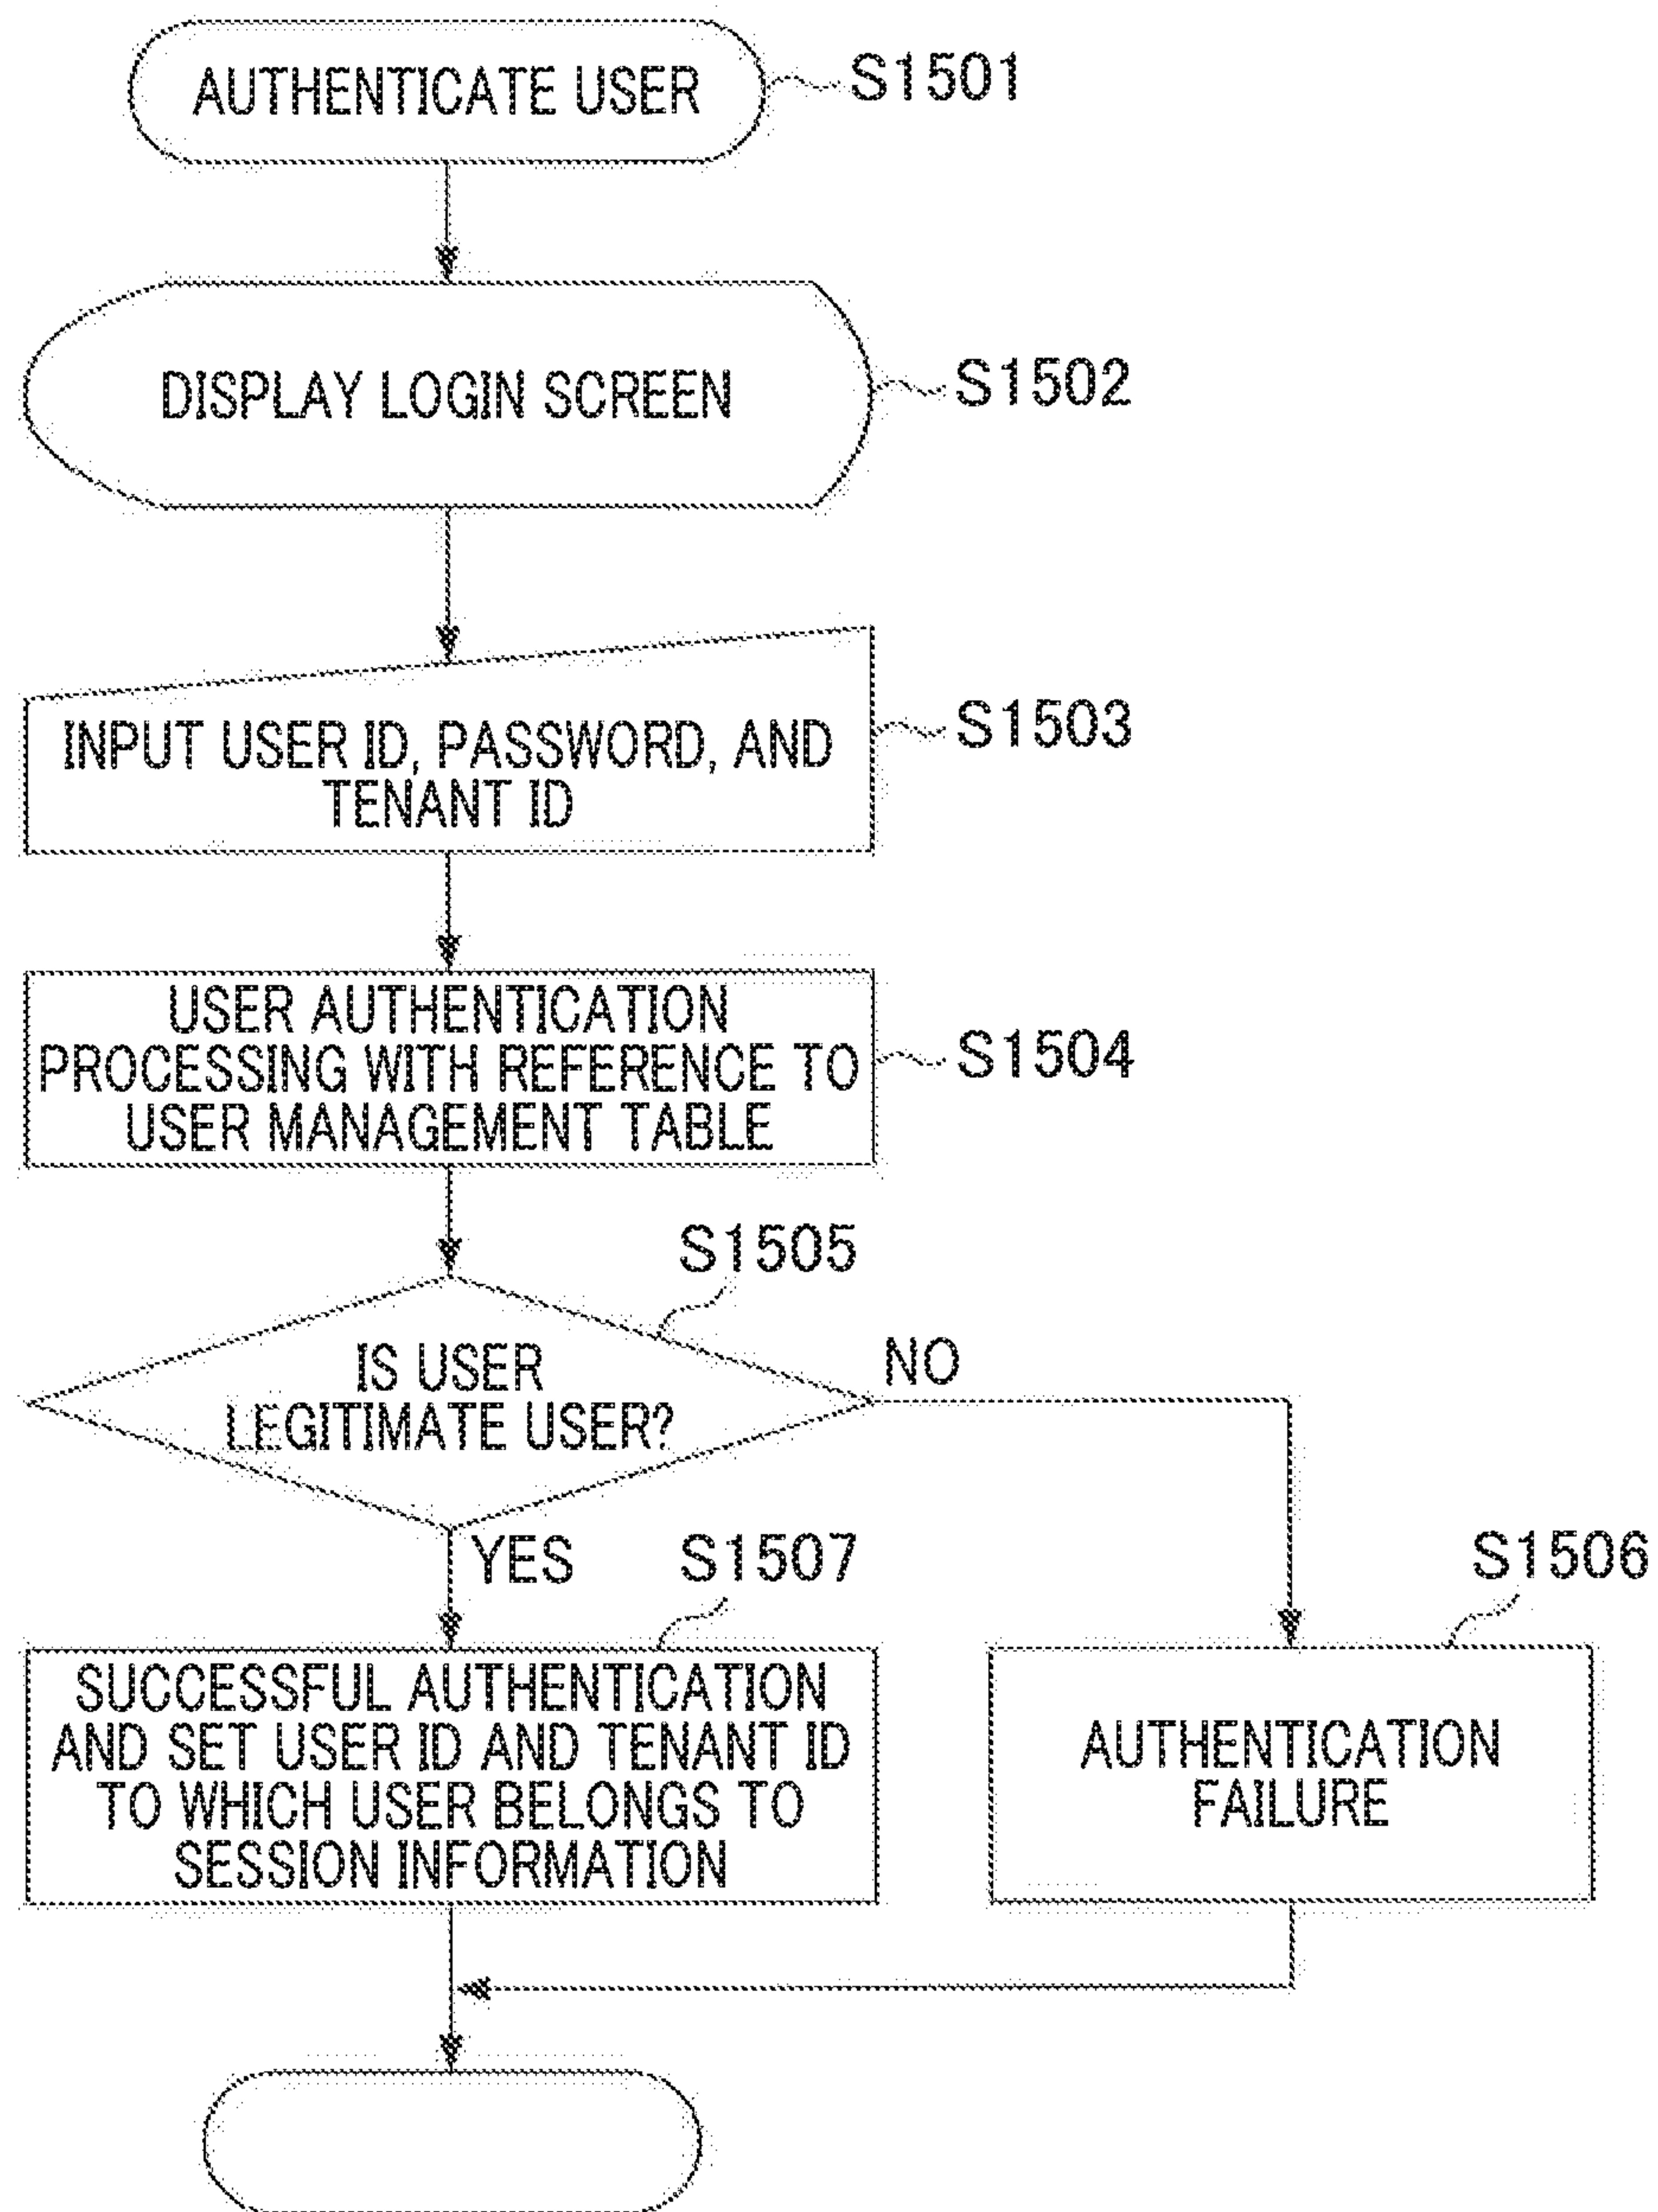 AUTHENTICATE USER
S1501
DISPLAY LOGIN SCREEN
S1502
INPUT USER ID, PASSWORD, AND
TENANT ID
S1503
USER AUTHENTICATION
PROCESSING WITH REFERENCE TO
USER MANAGEMENT TABLE
S1504
S1505
IS USER
LEGITIMATE USER?
NO
YES
S1507
S1506
SUCCESSFUL AUTHENTICATION
AND SET USER ID AND TENANT ID
TO WHICH USER BELONGS TO
SESSION INFORMATION
AUTHENTICATION
FAILURE